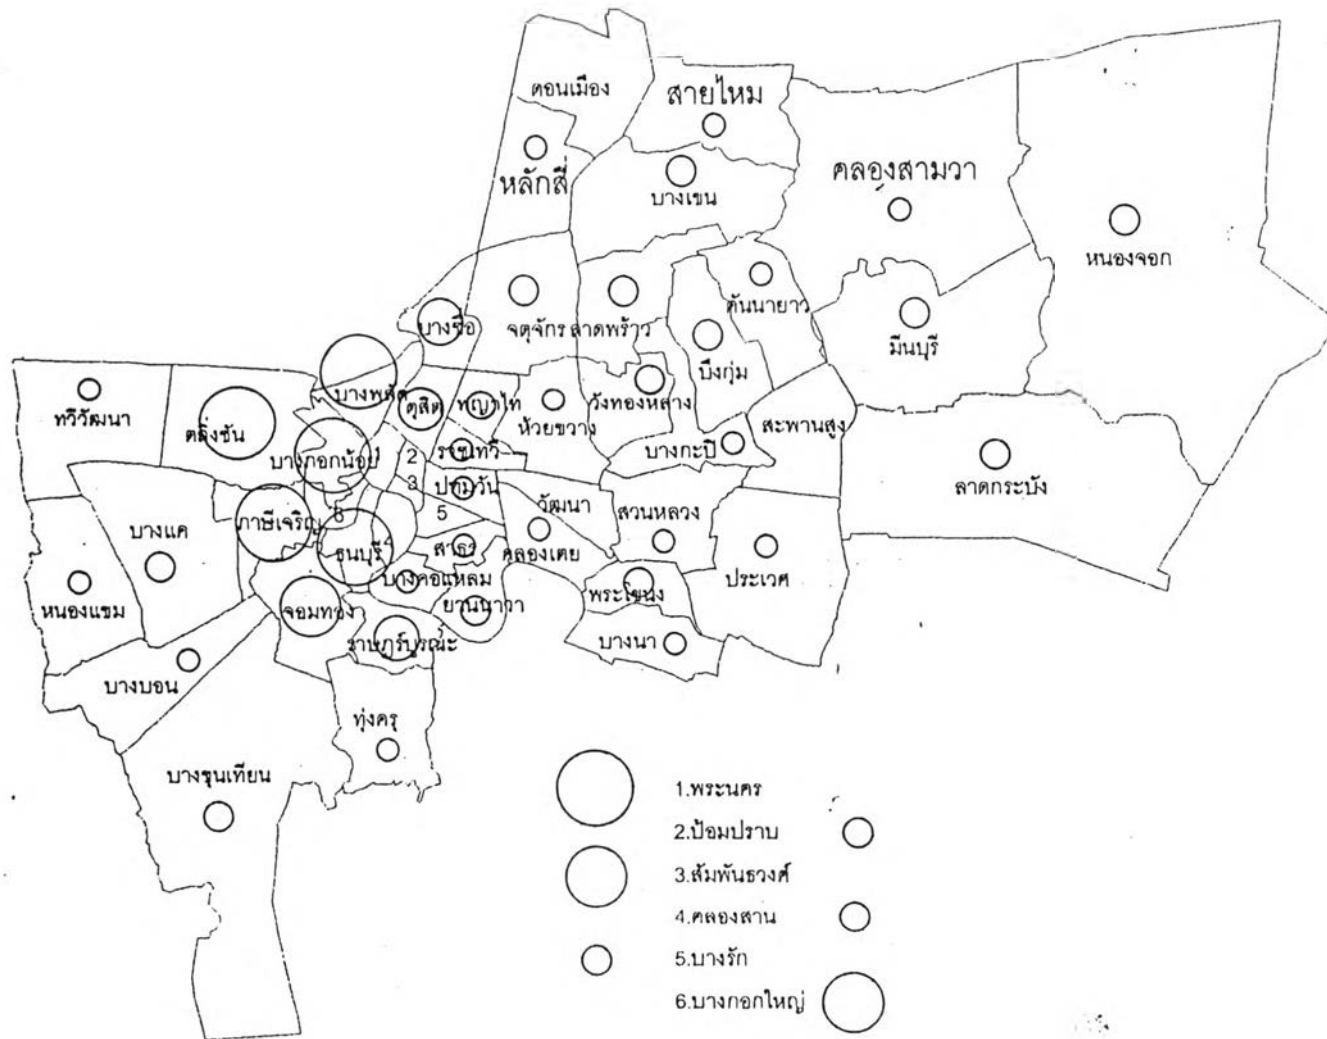 ดอนเมือง
สายไหม
หลักสี่
บางเขน
คลองสามวา
หนองจอก
คันนายาว
บางซื่อ
จตุจักร
ลาดพร้าว
บึงกุ่ม
มีนบุรี
ทวีวัฒนา
ตลิ่งชัน
บางพลัด
ดุสิต
พญาไท
ห้วยขวาง
วังทองหลาง
สะพานสูง
บางกอกน้อย
1
2
ราชเทวี
บางกะปิ
ลาดกระบัง
3
ปทุมวัน
วัฒนา
สวนหลวง
ภาษีเจริญ
6
5
บางแค
ธนบุรี
4
สาธร
คลองเตย
ประเวศ
หนองแขม
บางคอแหลม
พระโขนง
จอมทอง
ยานนาวา
ราษฎร์บูรณะ
บางนา
บางบอน
ทุ่งครุ
บางขุนเทียน
1.พระนคร
2.ป้อมปราบ
3.สัมพันธวงศ์
4.คลองสาน
5.บางรัก
6.บางกอกใหญ่